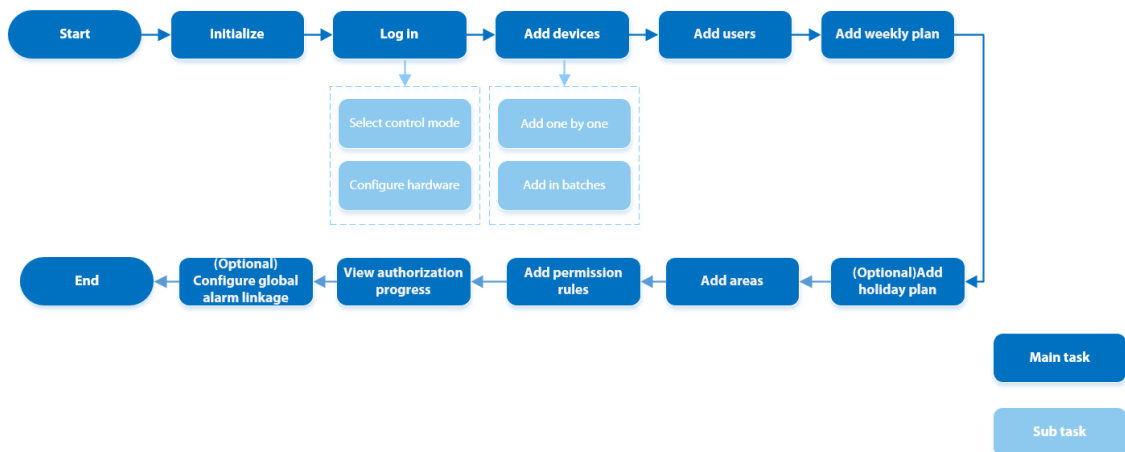 Start
Initialize
Log in
Add devices
Add users
Add weekly plan
Select control mode
Configure hardware
Add one by one
Add in batches
End
(Optional)
Configure global
alarm linkage
View authorization
progress
Add permission
rules
Add areas
(Optional)Add
holiday plan
Main task
Sub task